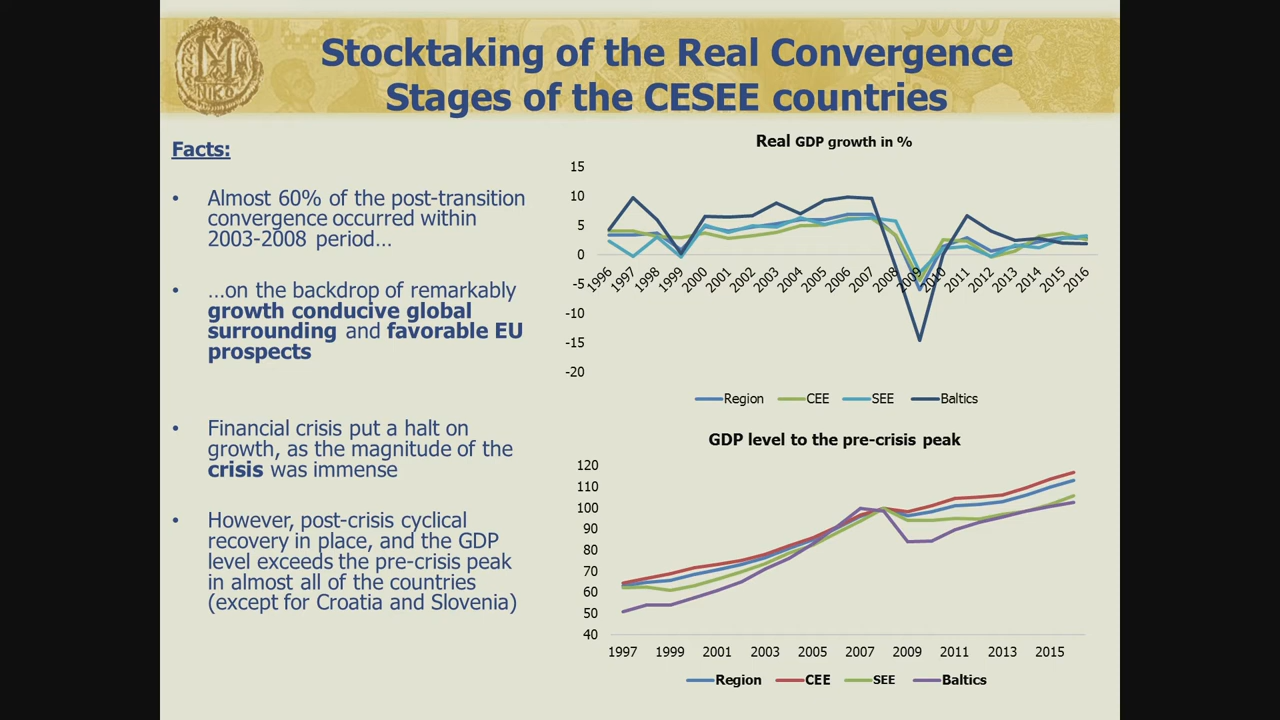 Stocktaking of the Real Convergence
Stages of the CESEE countries
Facts:
• Almost 60% of the post-transition
convergence occurred within
2003-2008 period…
• …on the backdrop of remarkably
growth conducive global
surrounding and favorable EU
prospects
• Financial crisis put a halt on
growth, as the magnitude of the
crisis was immense
• However, post-crisis cyclical
recovery in place, and the GDP
level exceeds the pre-crisis peak
in almost all of the countries
(except for Croatia and Slovenia)
Real GDP growth in %
15
10
5
0
-5
-10
-15
-20
1996 1997 1998 1999 2000 2001 2002 2003 2004 2005 2006 2007 2008 2009 2010 2011 2012 2013 2014 2015 2016
Region CEE SEE Baltics
GDP level to the pre-crisis peak
120
110
100
90
80
70
60
50
40
1997 1999 2001 2003 2005 2007 2009 2011 2013 2015
Region CEE SEE Baltics